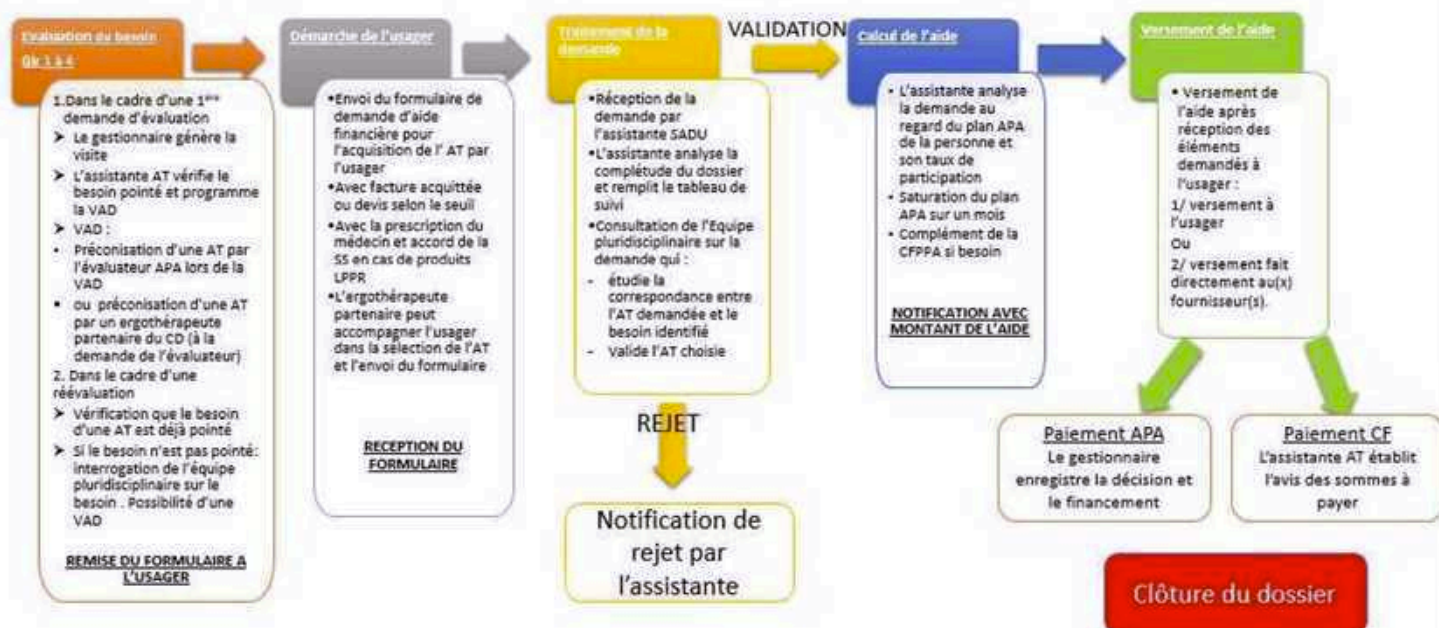 Evaluation du besoin
Gir 1 à 4
1.Dans le cadre d'une 1ère
demande d'évaluation
➤ Le gestionnaire génère la
visite
➤ L'assistante AT vérifie le
besoin pointé et programme
la VAD
➤ VAD :
• Préconisation d'une AT par
l'évaluateur APA lors de la
VAD
▪ ou préconisation d'une AT
par un ergothérapeute
partenaire du CD (à la
demande de l'évaluateur)
2. Dans le cadre d'une
réévaluation
➤ Vérification que le besoin
d'une AT est déjà pointé
➤ Si le besoin n'est pas pointé:
interrogation de l'équipe
pluridisciplinaire sur le
besoin . Possibilité d'une
VAD
REMISE DU FORMULAIRE A
L'USAGER
Démarche de l'usager
•Envoi du formulaire de
demande d'aide
financière pour
l'acquisition de l' AT par
l'usager
•Avec facture acquittée
ou devis selon le seuil
•Avec la prescription du
médecin et accord de la
SS en cas de produits
LPPR
•L'ergothérapeute
partenaire peut
accompagner l'usager
dans la sélection de l'AT
et l'envoi du formulaire
RECEPTION DU
FORMULAIRE
Traitement de la
demande
•Réception de la
demande par
l'assistante SADU
•L'assistante analyse la
complétude du dossier
et remplit le tableau de
suivi
•Consultation de l'Equipe
pluridisciplinaire sur la
demande qui :
- étudie la
correspondance entre
l'AT demandée et le
besoin identifié
- Valide l'AT choisie
REJET
Notification de
rejet par
l'assistante
VALIDATION
Calcul de l'aide
• L'assistante analyse
la demande au
regard du plan APA
de la personne et
son taux de
participation
• Saturation du plan
APA sur un mois
• Complément de la
CFPPA si besoin
NOTIFICATION AVEC
MONTANT DE L'AIDE
Versement de l'aide
• Versement de
l'aide après
réception des
éléments
demandés à
l'usager :
1/ versement à
l'usager
Ou
2/ versement fait
directement au(x)
fournisseur(s).
Paiement APA
Le gestionnaire
enregistre la décision et
le financement
Paiement CF
L'assistante AT établit
l'avis des sommes à
payer
Clôture du dossier